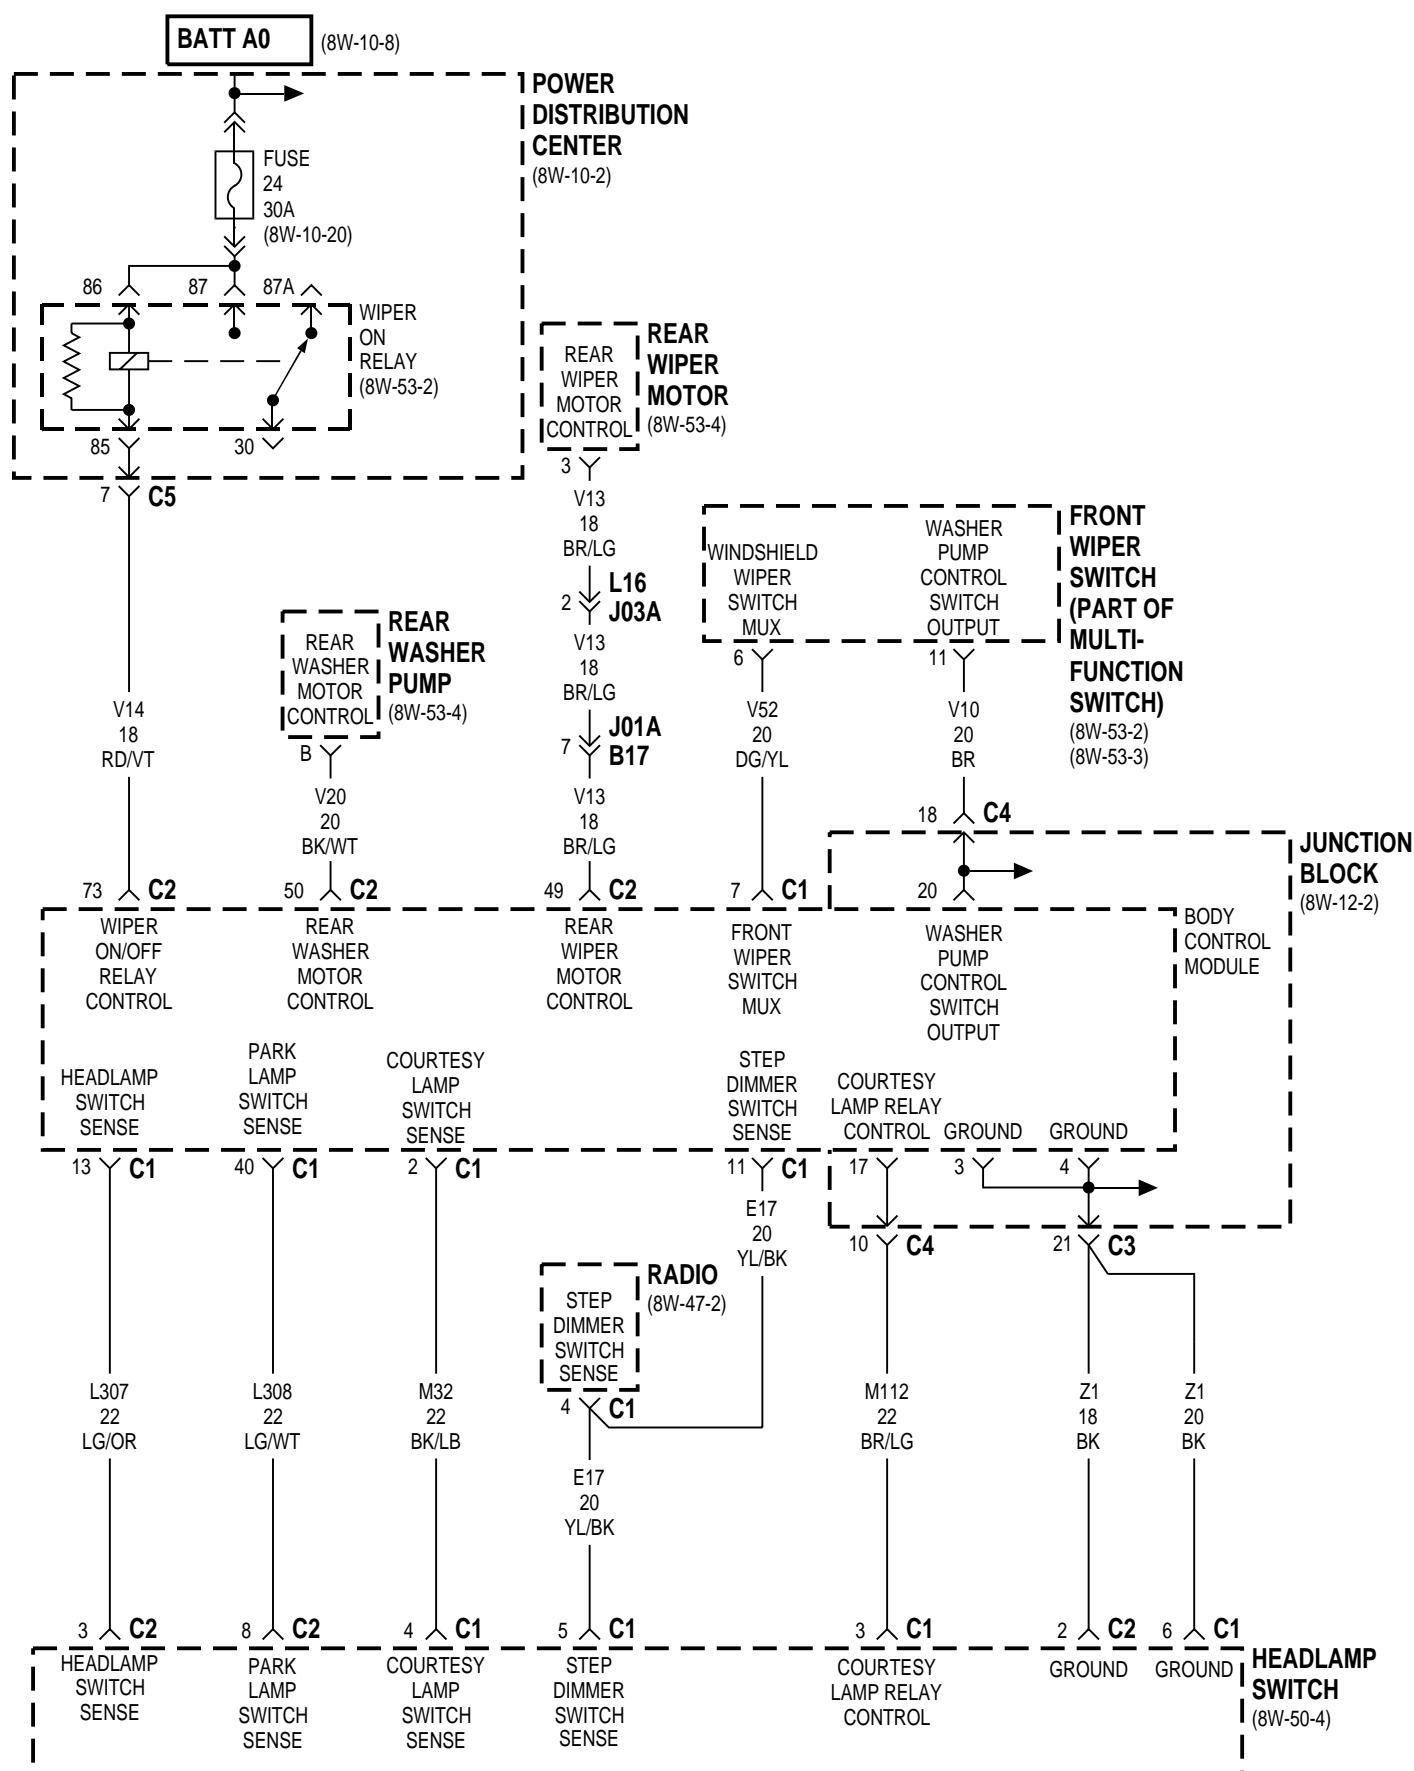 BATT A0 (8W-10-8)
POWER
DISTRIBUTION
CENTER
(8W-10-2)
FUSE
24
30A
(8W-10-20)
86 87 87A
WIPER
ON
RELAY
(8W-53-2)
85 30
7 C5
V14
18
RD/VT
73 C2
REAR
WIPER
MOTOR
CONTROL
REAR
WIPER
MOTOR
(8W-53-4)
3
V13
18
BR/LG
2
L16
J03A
V13
18
BR/LG
7
J01A
B17
V13
18
BR/LG
49 C2
REAR
WASHER
MOTOR
CONTROL
REAR
WASHER
PUMP
(8W-53-4)
B
V20
20
BK/WT
50 C2
WINDSHIELD
WIPER
SWITCH
MUX
WASHER
PUMP
CONTROL
SWITCH
OUTPUT
FRONT
WIPER
SWITCH
(PART OF
MULTI-
FUNCTION
SWITCH)
(8W-53-2)
(8W-53-3)
6 11
V52
20
DG/YL
7 C1
V10
20
BR
18 C4
20
JUNCTION
BLOCK
(8W-12-2)
BODY
CONTROL
MODULE
WIPER
ON/OFF
RELAY
CONTROL
REAR
WASHER
MOTOR
CONTROL
REAR
WIPER
MOTOR
CONTROL
FRONT
WIPER
SWITCH
MUX
WASHER
PUMP
CONTROL
SWITCH
OUTPUT
HEADLAMP
SWITCH
SENSE
PARK
LAMP
SWITCH
SENSE
COURTESY
LAMP
SWITCH
SENSE
STEP
DIMMER
SWITCH
SENSE
COURTESY
LAMP RELAY
CONTROL
GROUND
GROUND
13 C1
40 C1
2 C1
11 C1
17 3 4
E17
20
YL/BK
10 C4
21 C3
STEP
DIMMER
SWITCH
SENSE
RADIO
(8W-47-2)
4 C1
L307
22
LG/OR
L308
22
LG/WT
M32
22
BK/LB
E17
20
YL/BK
M112
22
BR/LG
Z1
18
BK
Z1
20
BK
3 C2
8 C2
4 C1
5 C1
3 C1
2 C2
6 C1
HEADLAMP
SWITCH
SENSE
PARK
LAMP
SWITCH
SENSE
COURTESY
LAMP
SWITCH
SENSE
STEP
DIMMER
SWITCH
SENSE
COURTESY
LAMP RELAY
CONTROL
GROUND
GROUND
HEADLAMP
SWITCH
(8W-50-4)